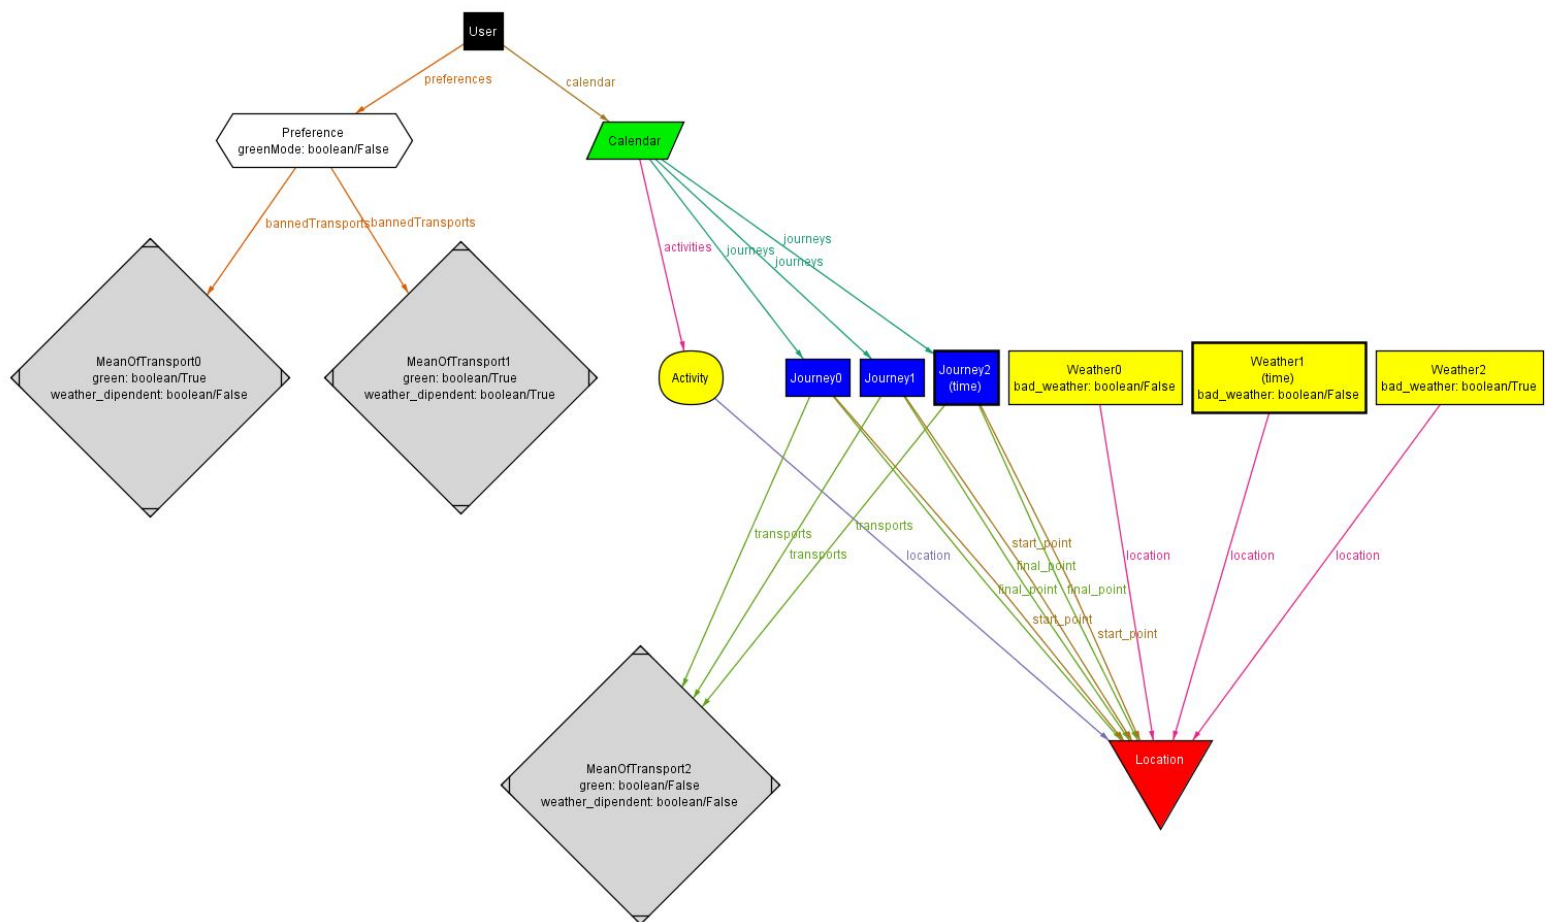 User
preferences
calendar
Preference
greenMode: boolean/False
Calendar
bannedTransports
bannedTransports
activities
journeys
journeys
journeys
MeanOfTransport0
green: boolean/True
weather_dipendent: boolean/False
MeanOfTransport1
green: boolean/True
weather_dipendent: boolean/True
Activity
Journey0
Journey1
Journey2
(time)
Weather0
bad_weather: boolean/False
Weather1
(time)
bad_weather: boolean/False
Weather2
bad_weather: boolean/True
transports
transports
transports
location
start_point
final_point
final_point
final_point
start_point
start_point
location
location
location
MeanOfTransport2
green: boolean/False
weather_dipendent: boolean/False
Location